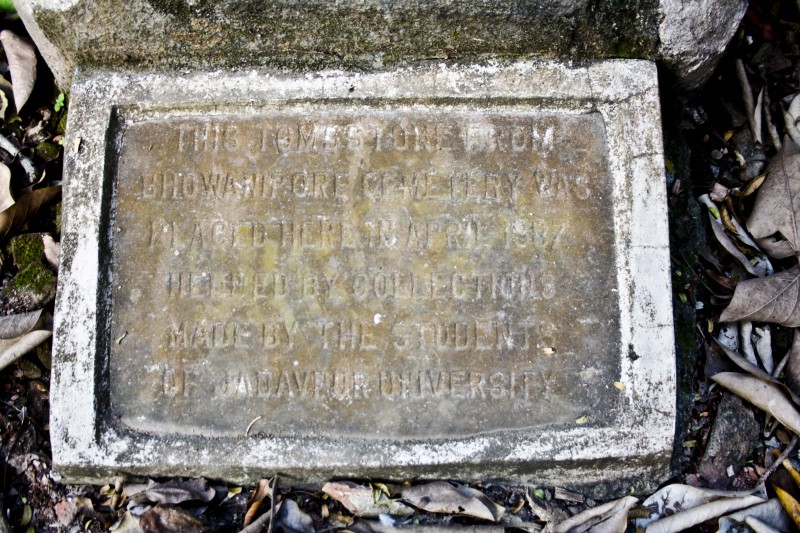 THIS TOMBSTONE FROM
BHOWANIPORE CEMETERY WAS
PLACED HERE IN APRIL
HELPED BY COLLECTIONS
MADE BY THE STUDENTS
OF JADAVPUR UNIVERSITY